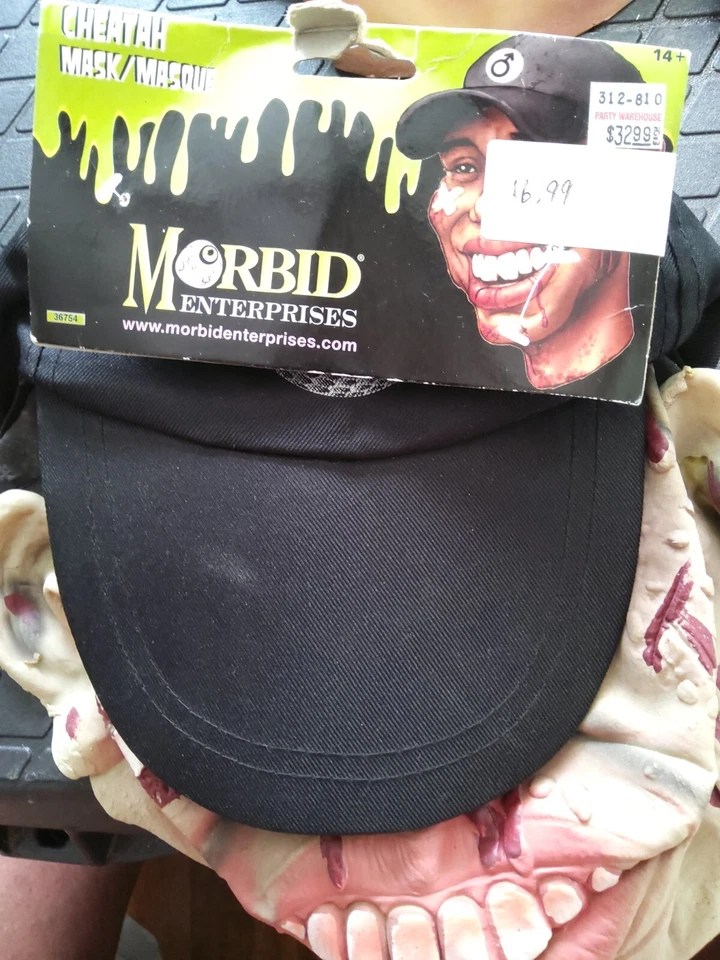 CHEATAH
MASK/MASQUE
14+
312-810
PARTY WAREHOUSE
$32.99
16.99
MORBID®
ENTERPRISES
www.morbidenterprises.com
36754